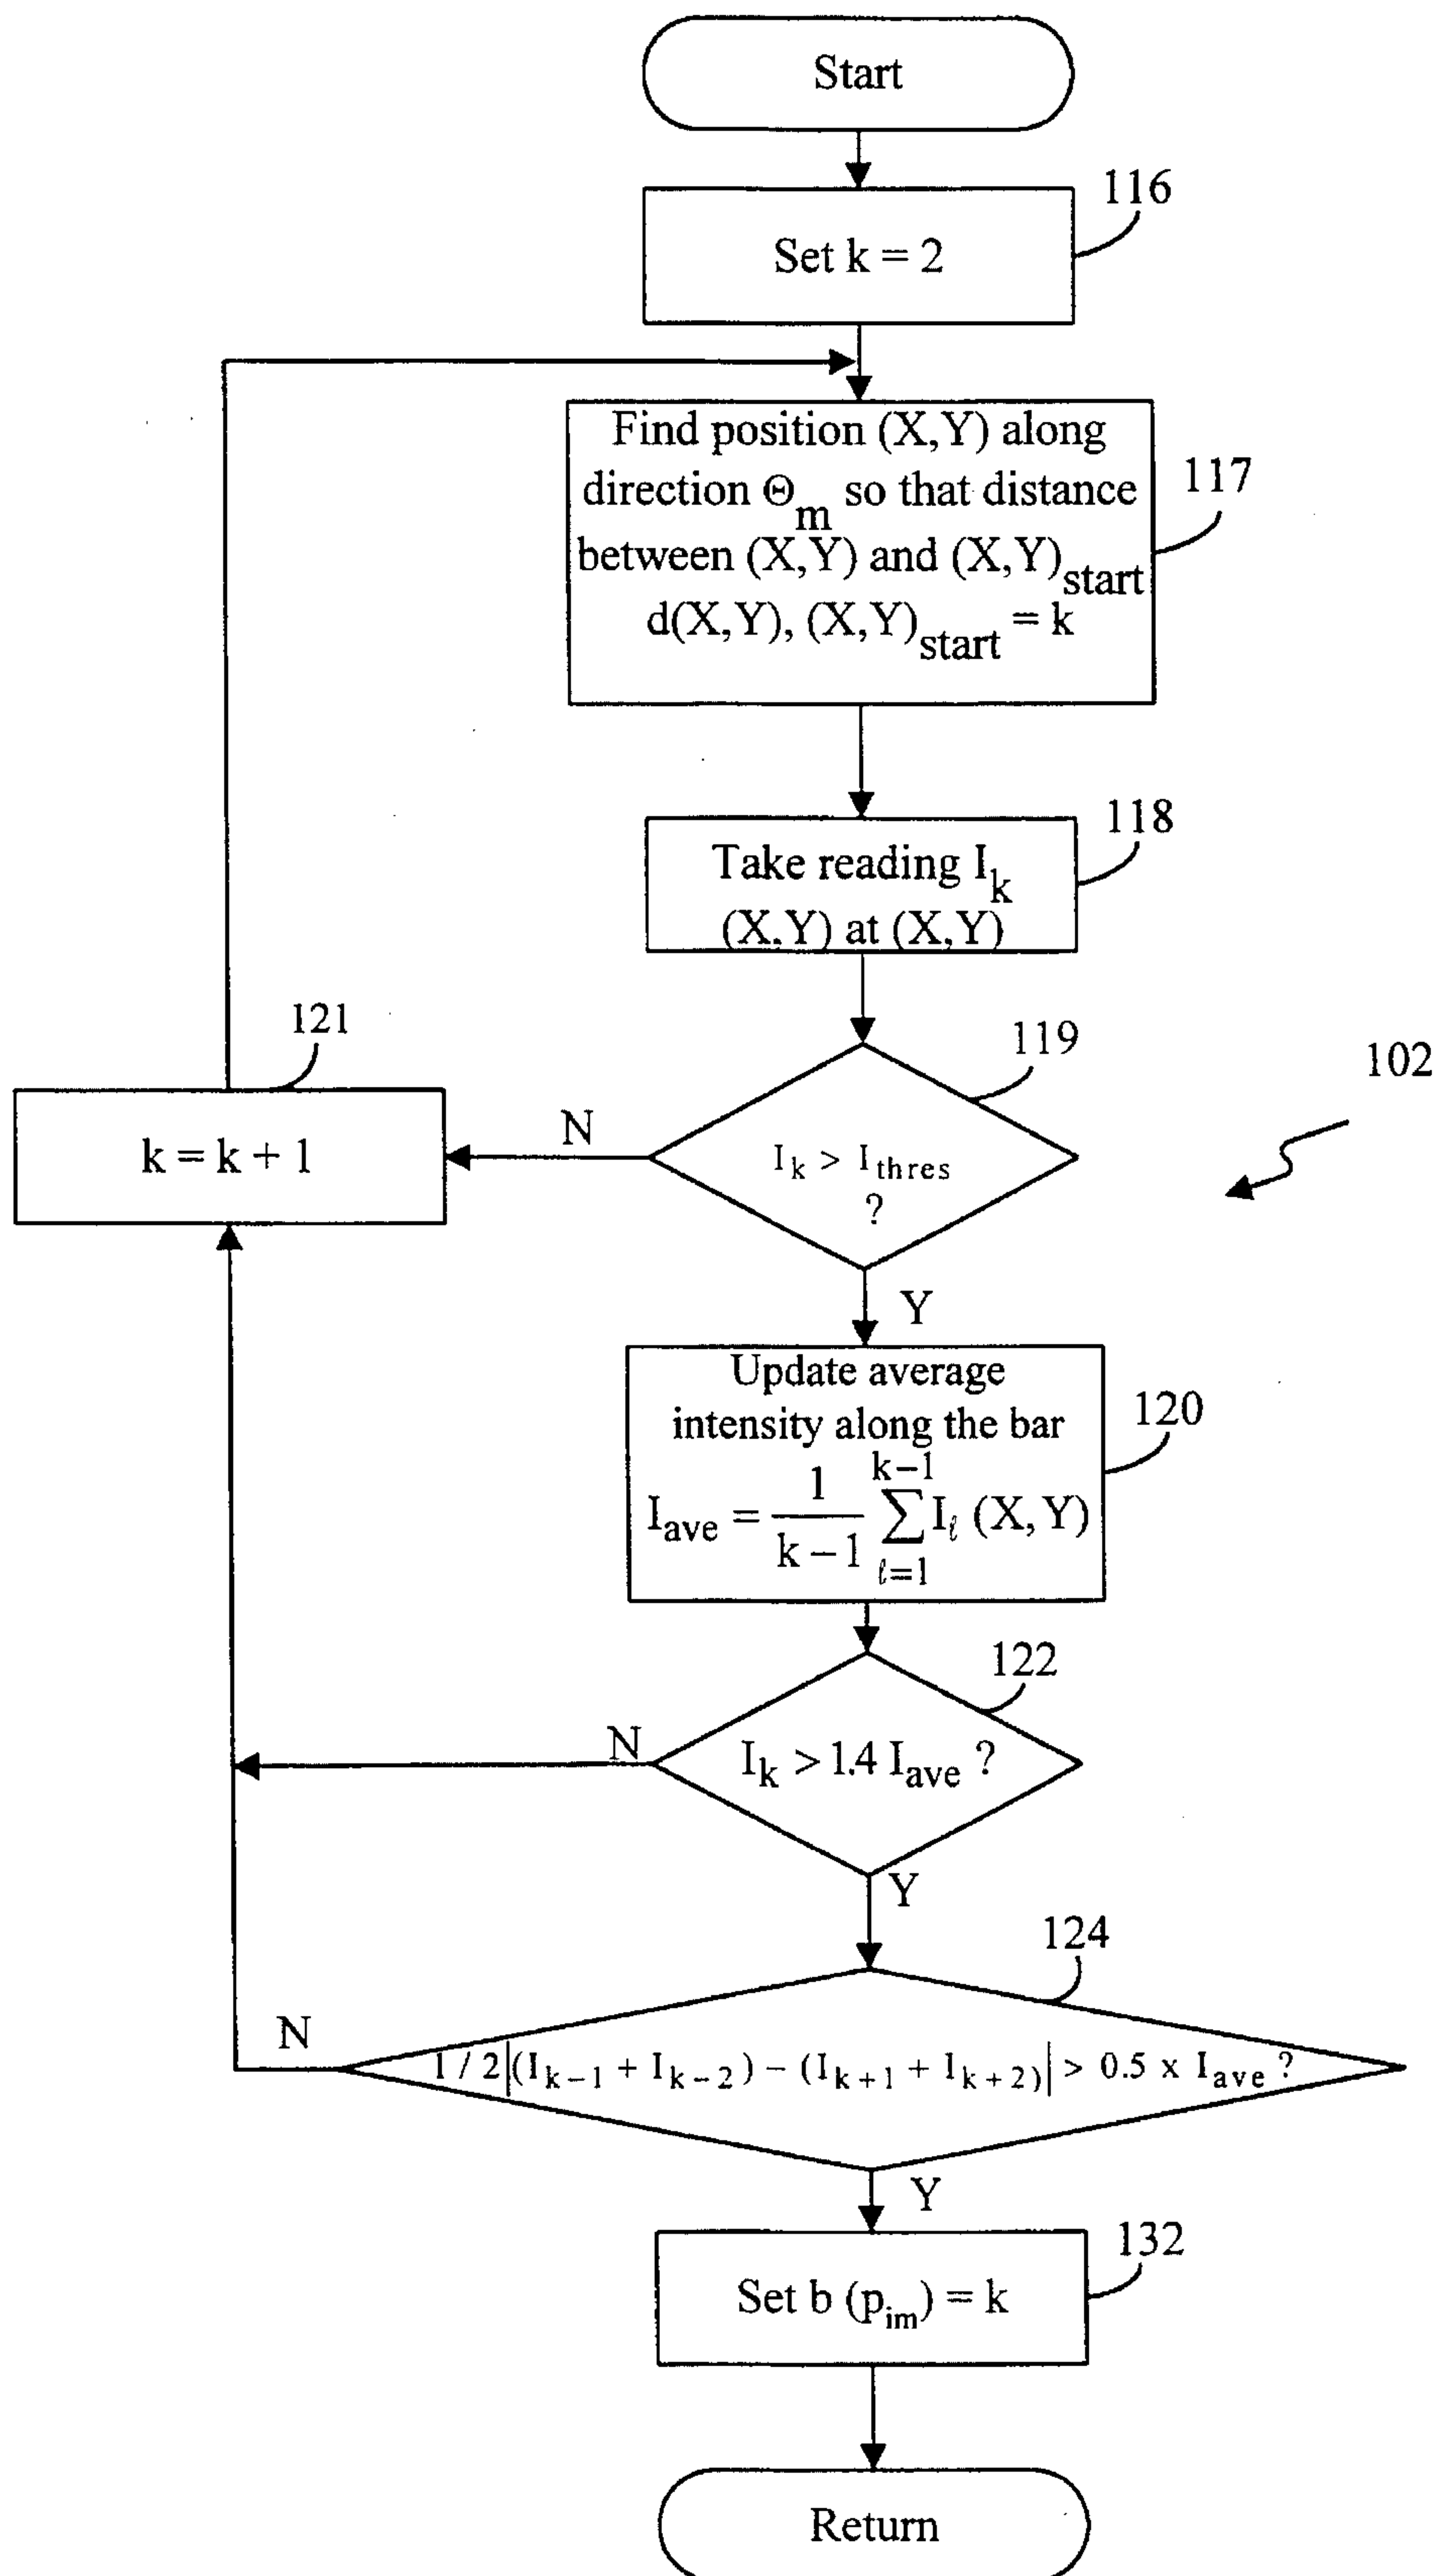 Start
116
Set k = 2
Find position (X,Y) along
direction Θm so that distance
between (X,Y) and (X,Y)start
d(X,Y), (X,Y)start = k
117
118
Take reading Ik
(X,Y) at (X,Y)
121
119
102
k = k + 1
N
Ik > Ithres
?
Y
Update average
intensity along the bar
Iave = 1/(k−1) k−1∑ℓ=1 Iℓ (X,Y)
120
122
N
Ik > 1.4 Iave ?
Y
124
N
1 / 2|(Ik−1 + Ik−2) − (Ik+1 + Ik+2)| > 0.5 x Iave ?
Y
132
Set b (pim) = k
Return